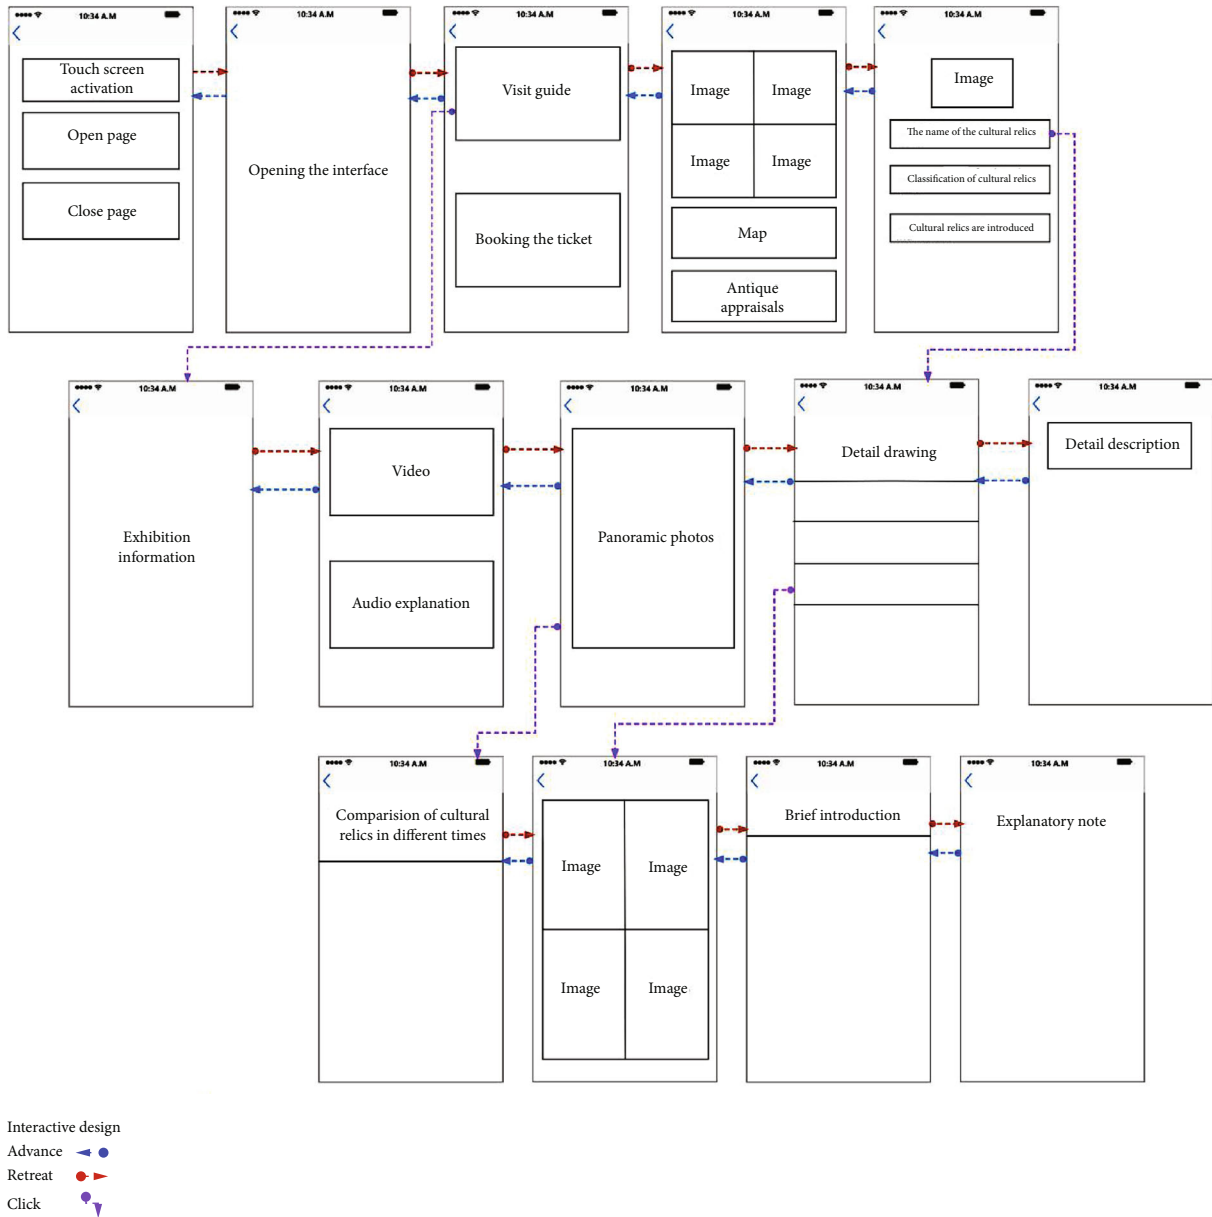 10:34 A.M
10:34 A.M
10:34 A.M
10:34 A.M
10:34 A.M
Touch screen
activation
Open page
Close page
Opening the interface
Visit guide
Booking the ticket
Image
Image
Image
Image
Map
Antique
appraisals
Image
The name of the cultural relics
Classification of cultural relics
Cultural relics are introduced
10:34 A.M
10:34 A.M
10:34 A.M
10:34 A.M
10:34 A.M
Exhibition
information
Video
Audio explanation
Panoramic photos
Detail drawing
Detail description
10:34 A.M
10:34 A.M
10:34 A.M
10:34 A.M
Comparision of cultural
relics in different times
Image
Image
Image
Image
Brief introduction
Explanatory note
Interactive design
Advance
Retreat
Click